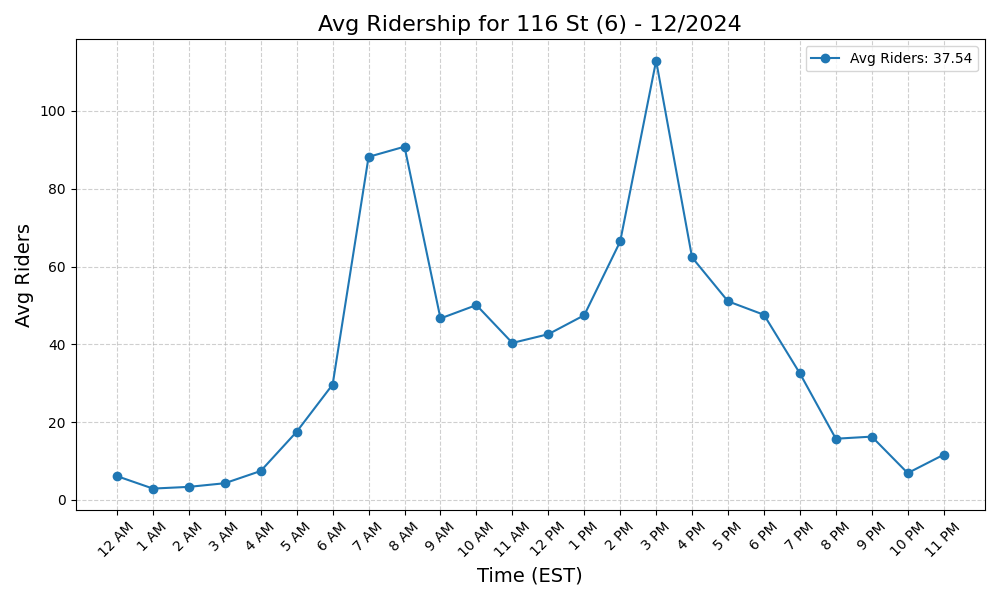 Avg Ridership for 116 St (6) - 12/2024
Avg Riders: 37.54
Avg Riders
100
80
60
40
20
0
12 AM
1 AM
2 AM
3 AM
4 AM
5 AM
6 AM
7 AM
8 AM
9 AM
10 AM
11 AM
12 PM
1 PM
2 PM
3 PM
4 PM
5 PM
6 PM
7 PM
8 PM
9 PM
10 PM
11 PM
Time (EST)